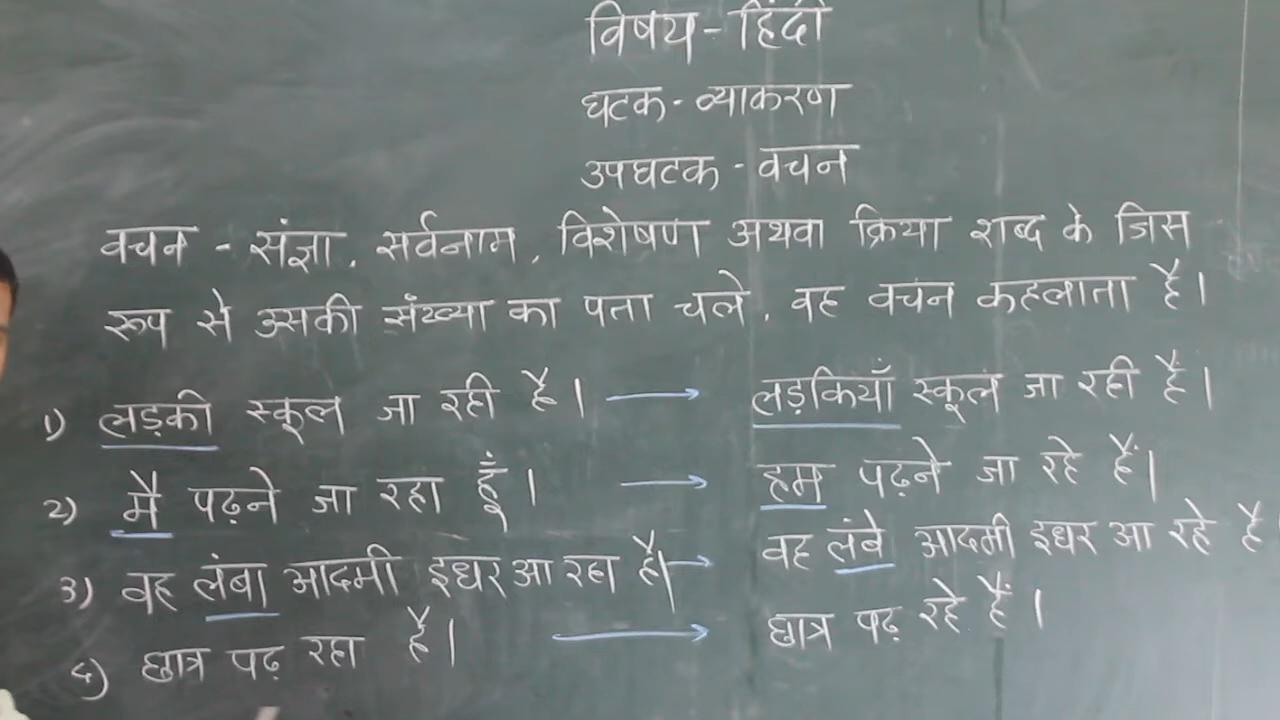 विषय - हिंदी
घटक - व्याकरण
उपघटक - वचन
वचन - संज्ञा, सर्वनाम, विशेषण अथवा क्रिया शब्द के जिस
रूप से उसकी संख्या का पता चले, वह वचन कहलाता है।
1) लड़की स्कूल जा रही है। → लड़कियाँ स्कूल जा रही हैं।
2) मै पढ़ने जा रहा हूँ। → हम पढ़ने जा रहे हैं।
3) वह लंबा आदमी इधर आ रहा है। → वह लंबे आदमी इधर आ रहे है
4) छात्र पढ़ रहा है। → छात्र पढ़ रहे हैं।